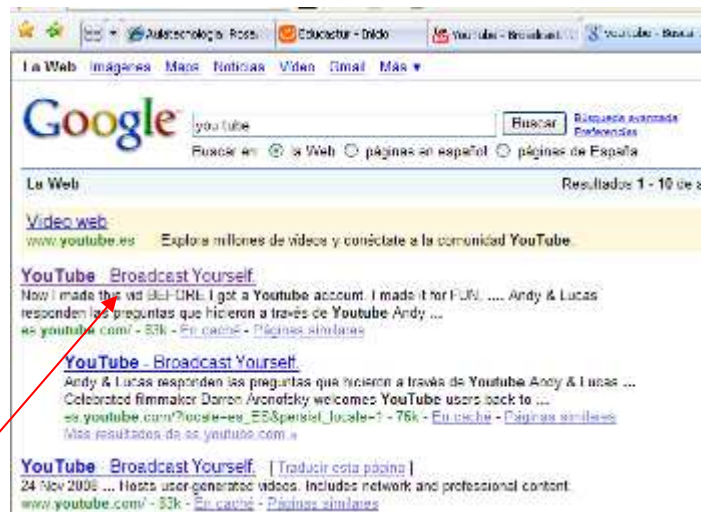 Aulatecnologia Rosa
Educastur - Inicio
YouTube - Broadcast
youtube - Buscar
La Web Imágenes Maps Noticias Vídeo Gmail Más ▼
Google
you tube
Buscar
Búsqueda avanzada
Preferencias
Buscar en: la Web páginas en español páginas de España
La Web
Resultados 1 - 10 de a
Video web
www.youtube.es Explora millones de vídeos y conéctate a la comunidad YouTube.
YouTube - Broadcast Yourself.
Now I made this vid BEFORE I got a Youtube account. I made it for FUN. .... Andy & Lucas
responden las preguntas que hicieron a través de Youtube Andy ...
es.youtube.com/ - 83k - En caché - Páginas similares
YouTube - Broadcast Yourself.
Andy & Lucas responden las preguntas que hicieron a través de Youtube Andy & Lucas ...
Celebrated filmmaker Darren Aronofsky welcomes YouTube users back to ...
es.youtube.com/?locale=es_ES&persist_locale=1 - 76k - En caché - Páginas similares
Más resultados de es.youtube.com »
YouTube - Broadcast Yourself. [ Traducir esta página ]
24 Nov 2008 ... Hosts user-generated videos. Includes network and professional content.
www.youtube.com/ - 83k - En caché - Páginas similares